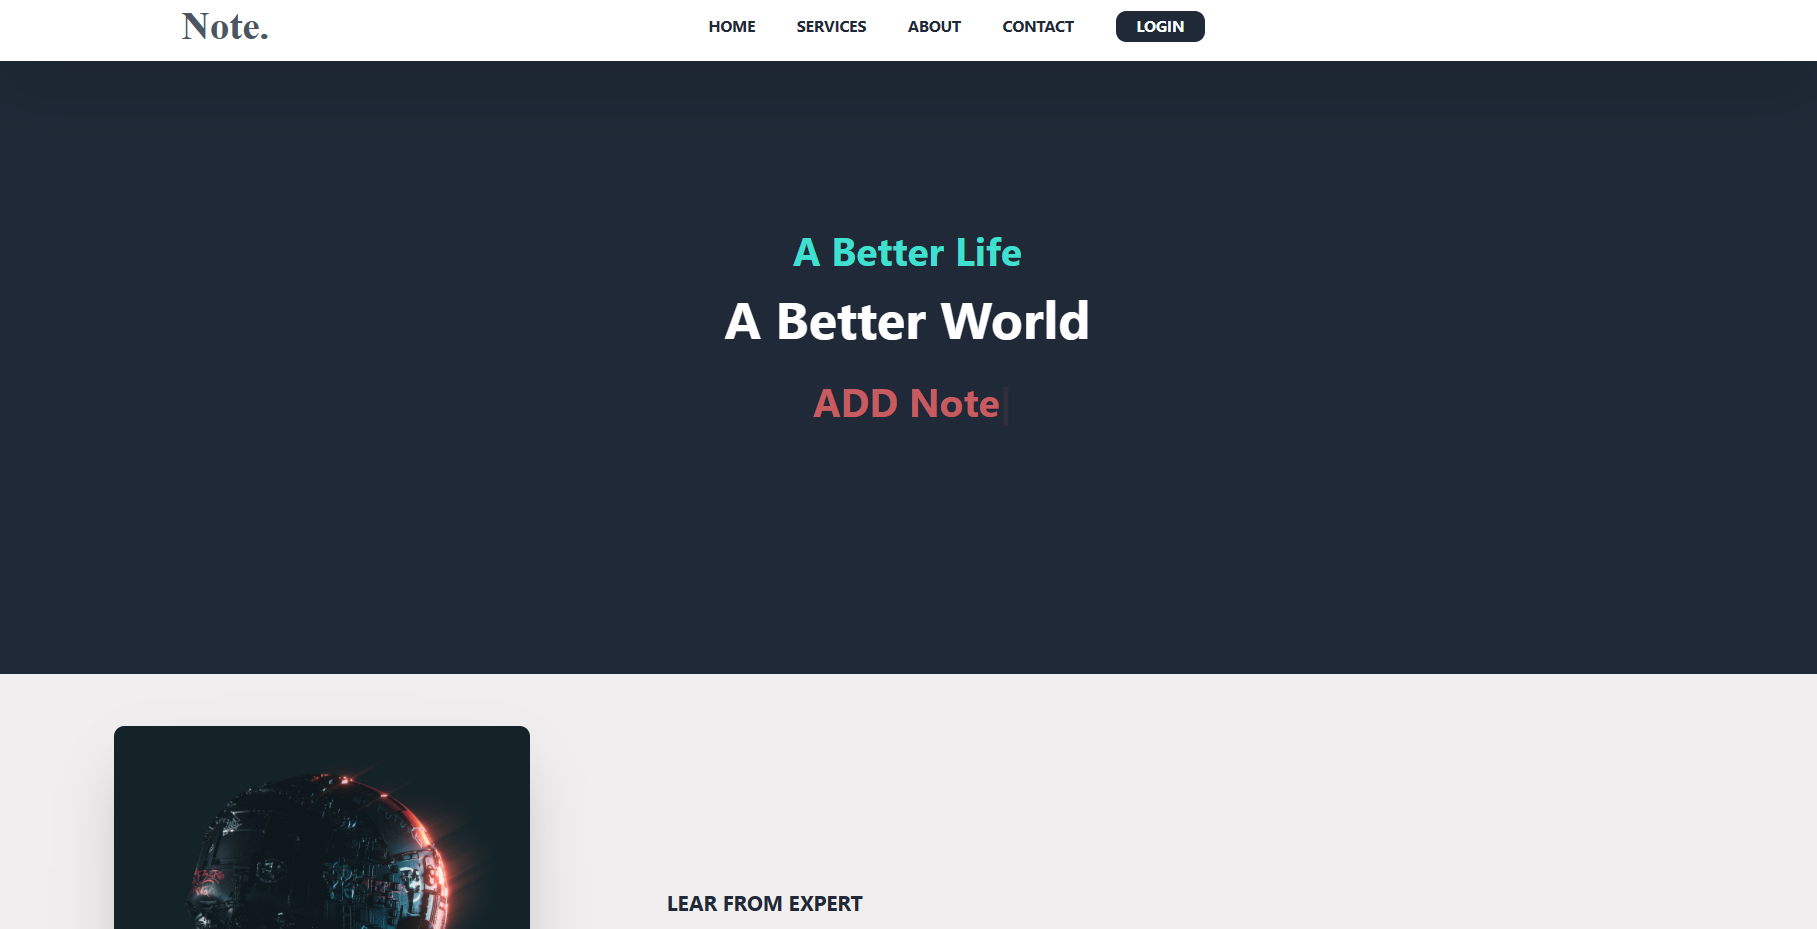 Note.
HOME SERVICES ABOUT CONTACT LOGIN
A Better Life
A Better World
ADD Note
LEAR FROM EXPERT